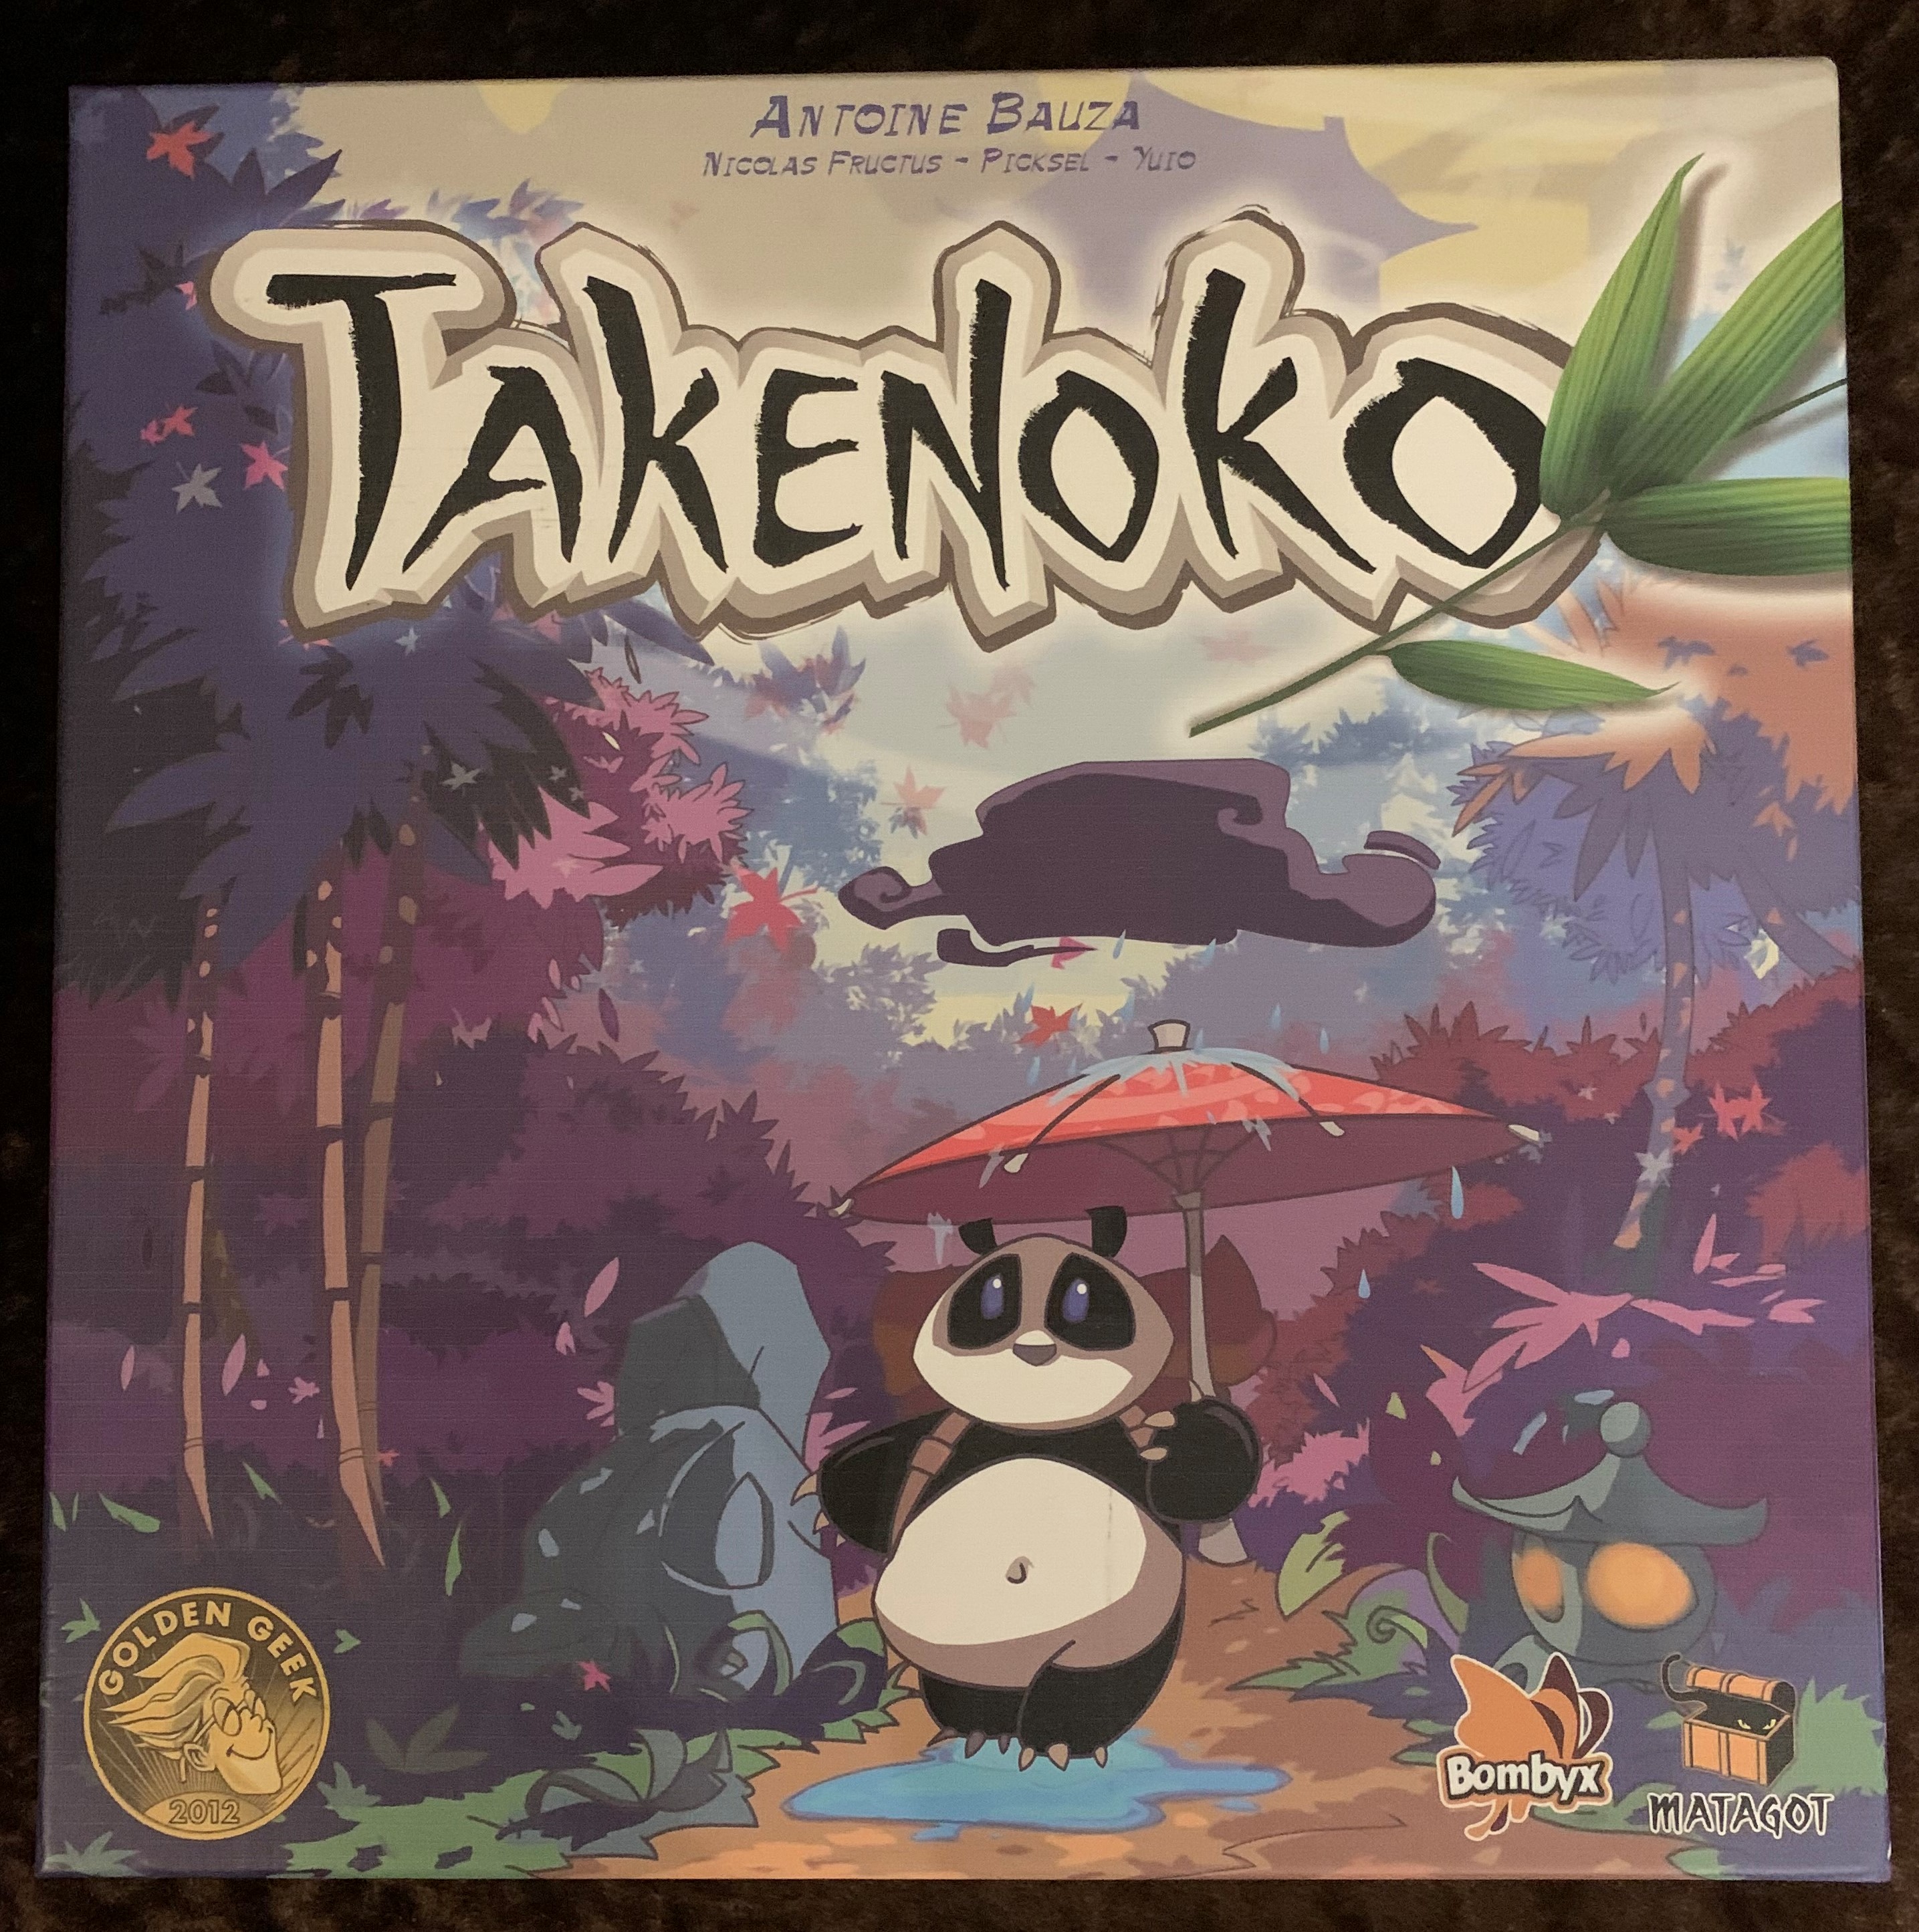 ANTOINE BAUZA
NICOLAS FRUCTUS - PICKSEL - YUIO
TAKENOKO
GOLDEN GEEK
2012
Bombyx
MATAGOT